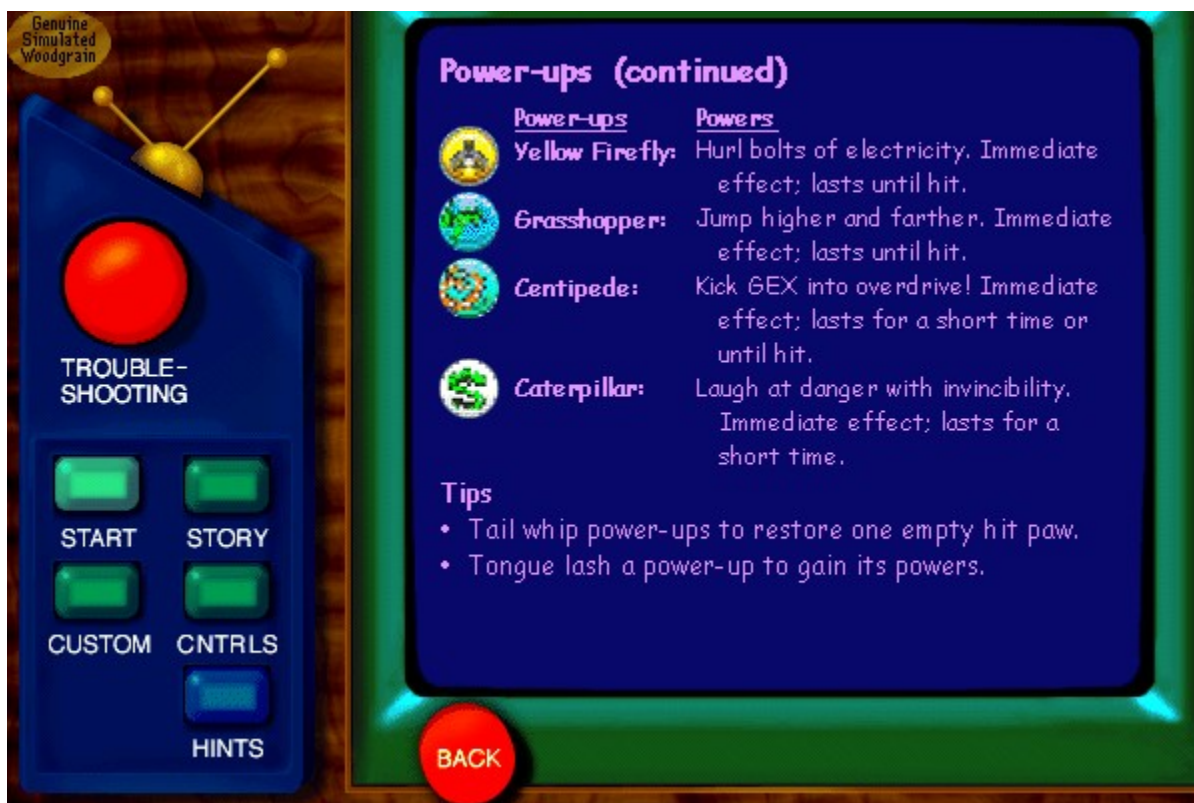 Genuine
Simulated
Woodgrain
TROUBLE-
SHOOTING
START STORY
CUSTOM CNTRLS
HINTS
Power-ups (continued)
Power-ups Powers
Yellow Firefly: Hurl bolts of electricity. Immediate
effect; lasts until hit.
Grasshopper: Jump higher and farther. Immediate
effect; lasts until hit.
Centipede: Kick GEX into overdrive! Immediate
effect; lasts for a short time or
until hit.
Caterpillar: Laugh at danger with invincibility.
Immediate effect; lasts for a
short time.
Tips
• Tail whip power-ups to restore one empty hit paw.
• Tongue lash a power-up to gain its powers.
BACK